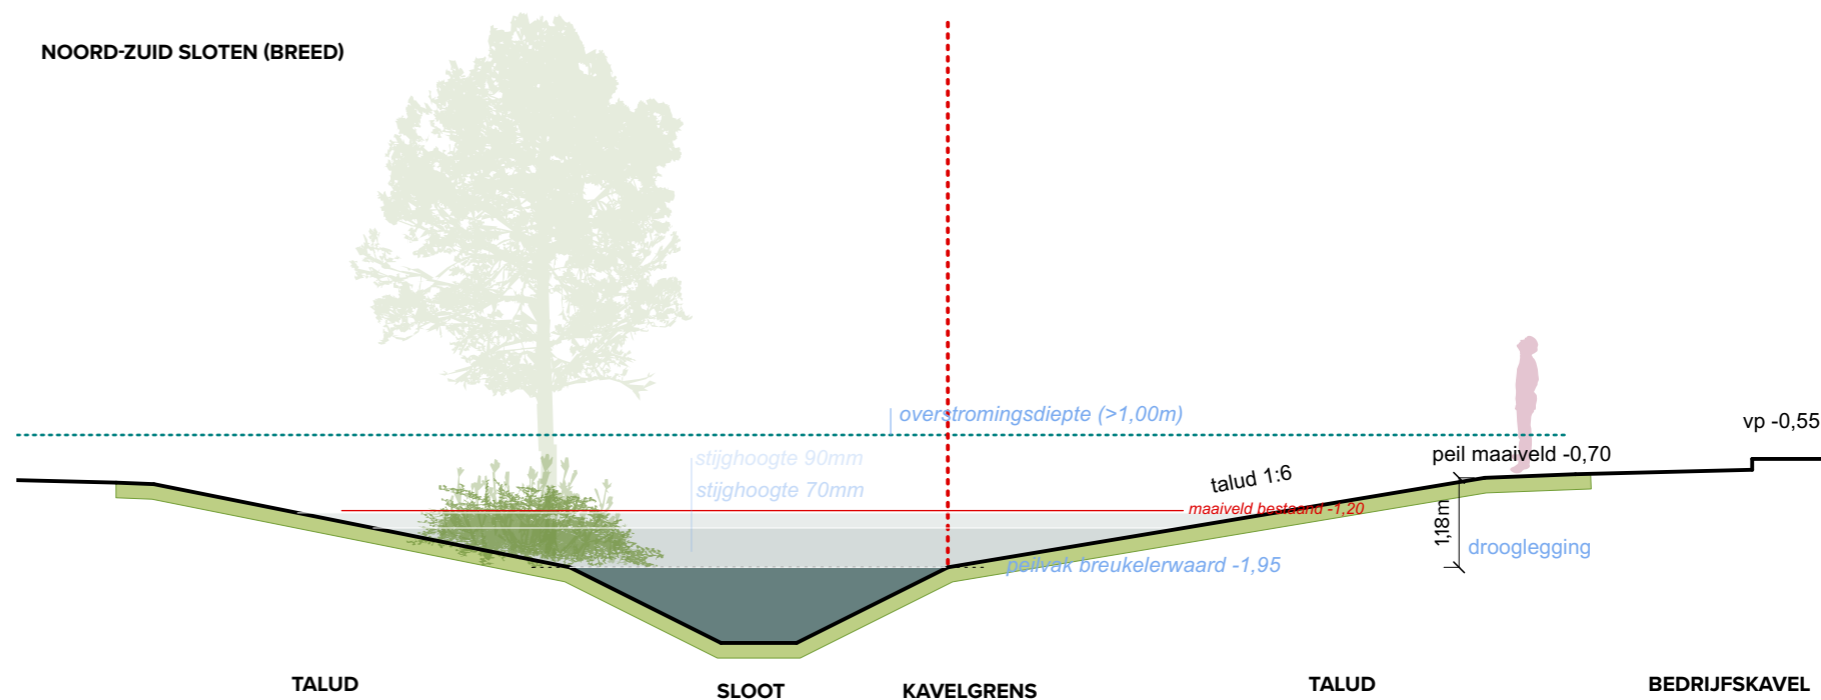 NOORD-ZUID SLOTEN (BREED)
overstromingsdiepte (>1,00m)
vp -0,55
stijghoogte 90mm
peil maaiveld -0,70
stijghoogte 70mm
talud 1:6
maaiveld bestaand -1,20
1,18m
drooglegging
peilvak breukelerwaard -1,95
TALUD
SLOOT
KAVELGRENS
TALUD
BEDRIJFSKAVEL